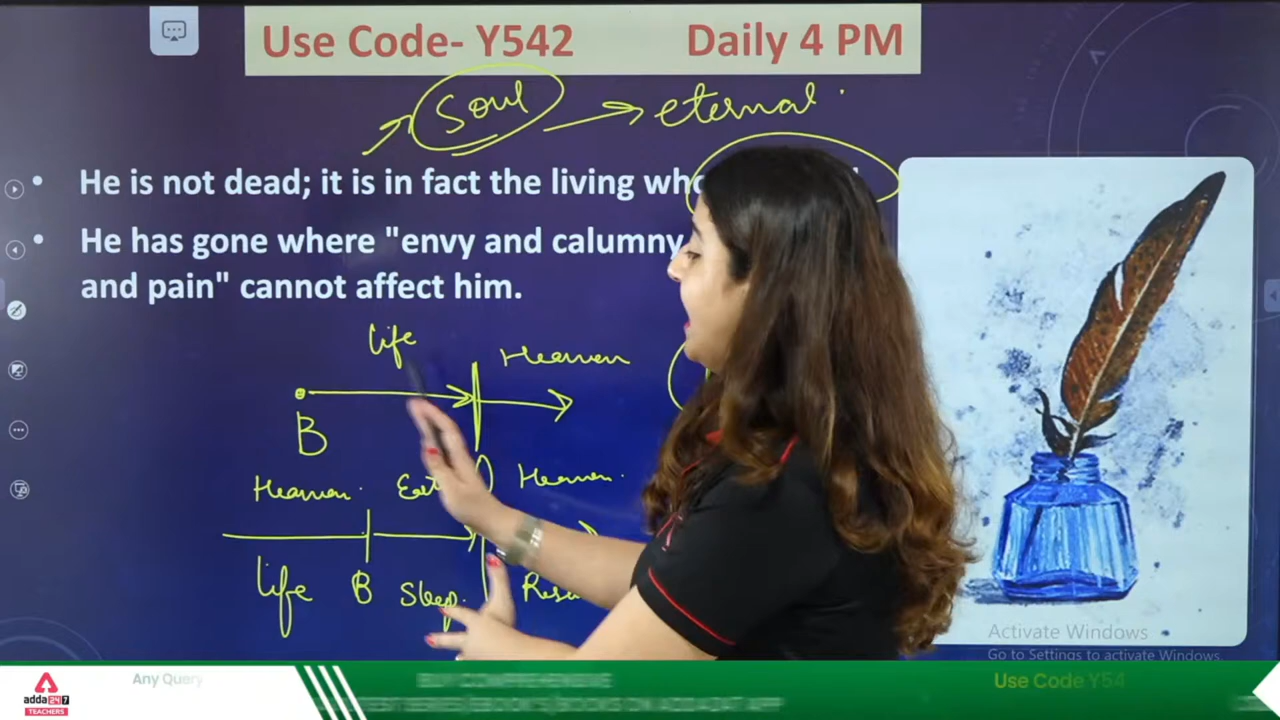 Use Code- Y542 Daily 4 PM
Soul → eternal
• He is not dead; it is in fact the living who
• He has gone where "envy and calumny
and pain" cannot affect him.
life
Heaven
B
Heaven Heaven
life B Sleep
Activate Windows
Go to Settings to activate Windows.
Any Query
Use Code Y54
adda247
TEACHERS